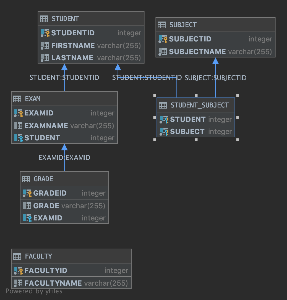 STUDENT
STUDENTID integer
FIRSTNAME varchar(255)
LASTNAME varchar(255)
SUBJECT
SUBJECTID integer
SUBJECTNAME varchar(255)
STUDENT:STUDENTID
STUDENT:STUDENTID
SUBJECT:SUBJECTID
EXAM
EXAMID integer
EXAMNAME varchar(255)
STUDENT integer
STUDENT_SUBJECT
STUDENT integer
SUBJECT integer
EXAMID:EXAMID
GRADE
GRADEID integer
GRADE varchar(255)
EXAMID integer
FACULTY
FACULTYID integer
FACULTYNAME varchar(255)
Powered by yFiles